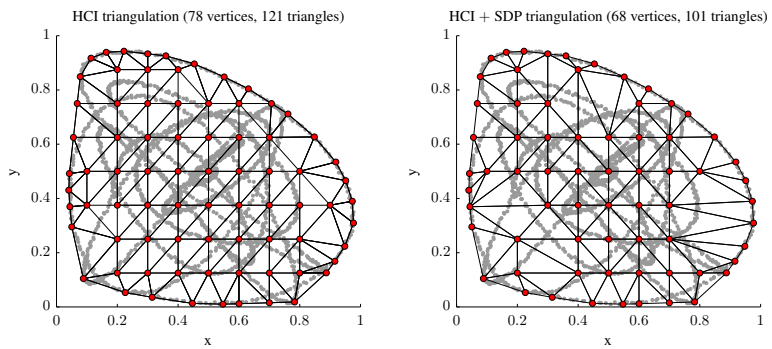 HCI triangulation (78 vertices, 121 triangles)
1
0.8
0.6
0.4
0.2
0
y
0 0.2 0.4 0.6 0.8 1
x
HCI + SDP triangulation (68 vertices, 101 triangles)
1
0.8
0.6
0.4
0.2
0
y
0 0.2 0.4 0.6 0.8 1
x